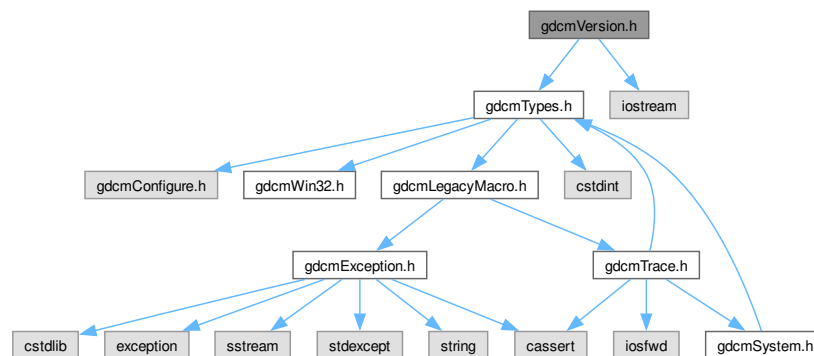 gdcmVersion.h
gdcmTypes.h
iostream
gdcmConfigure.h
gdcmWin32.h
gdcmLegacyMacro.h
cstdint
gdcmException.h
gdcmTrace.h
cstdlib
exception
sstream
stdexcept
string
cassert
iosfwd
gdcmSystem.h